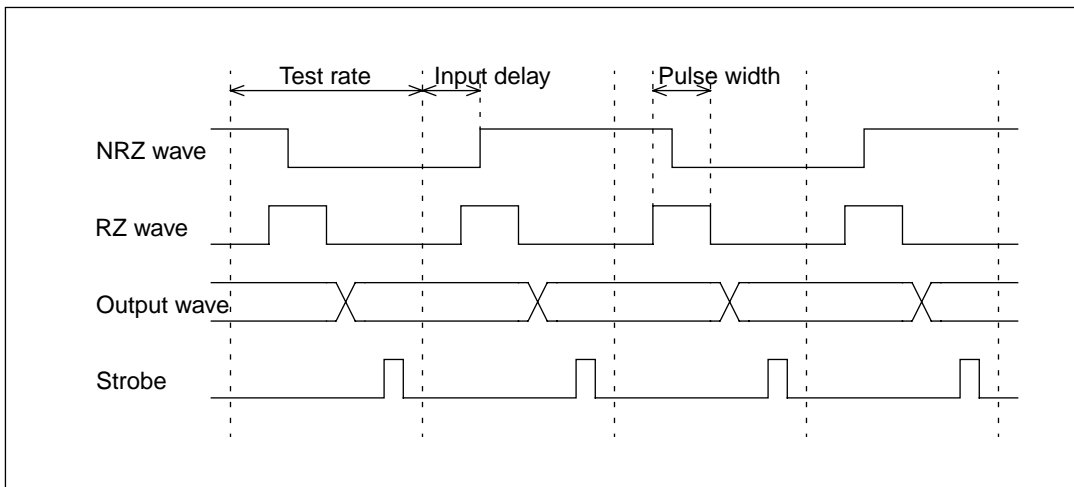 Test rate Input delay Pulse width
NRZ wave
RZ wave
Output wave
Strobe